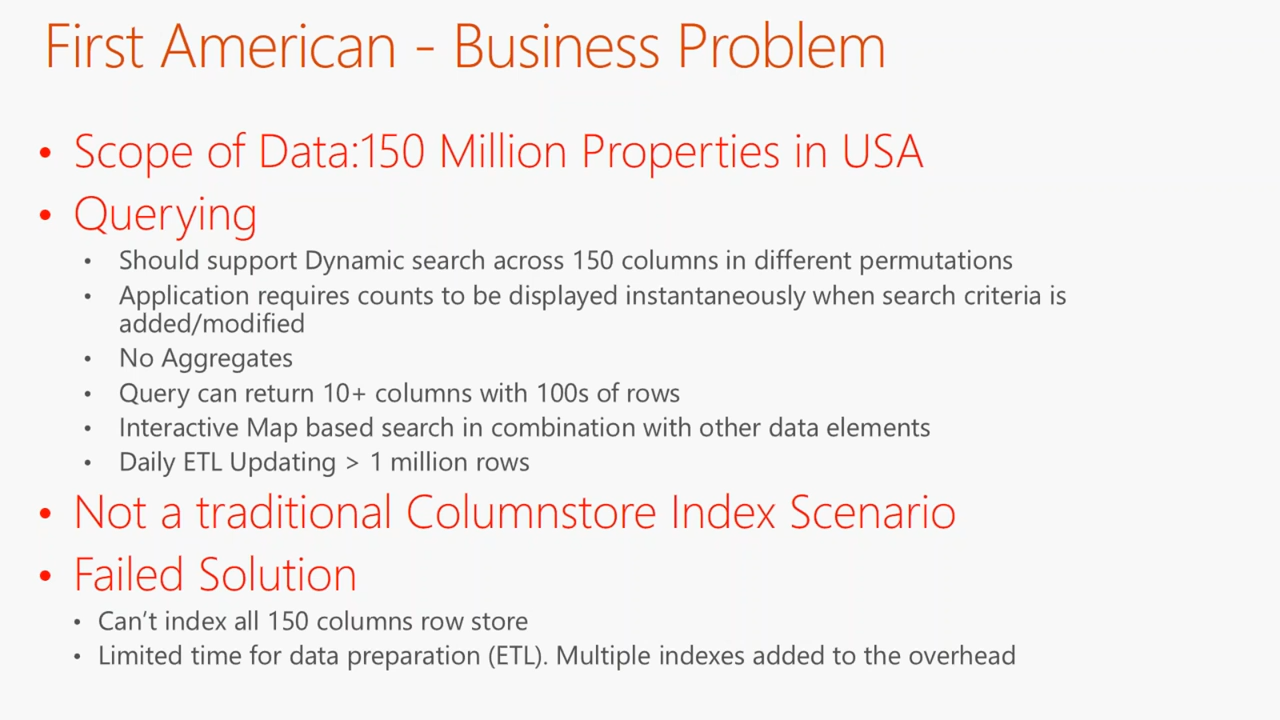 First American - Business Problem
• Scope of Data:150 Million Properties in USA
• Querying
• Should support Dynamic search across 150 columns in different permutations
• Application requires counts to be displayed instantaneously when search criteria is
added/modified
• No Aggregates
• Query can return 10+ columns with 100s of rows
• Interactive Map based search in combination with other data elements
• Daily ETL Updating > 1 million rows
• Not a traditional Columnstore Index Scenario
• Failed Solution
• Can't index all 150 columns row store
• Limited time for data preparation (ETL). Multiple indexes added to the overhead